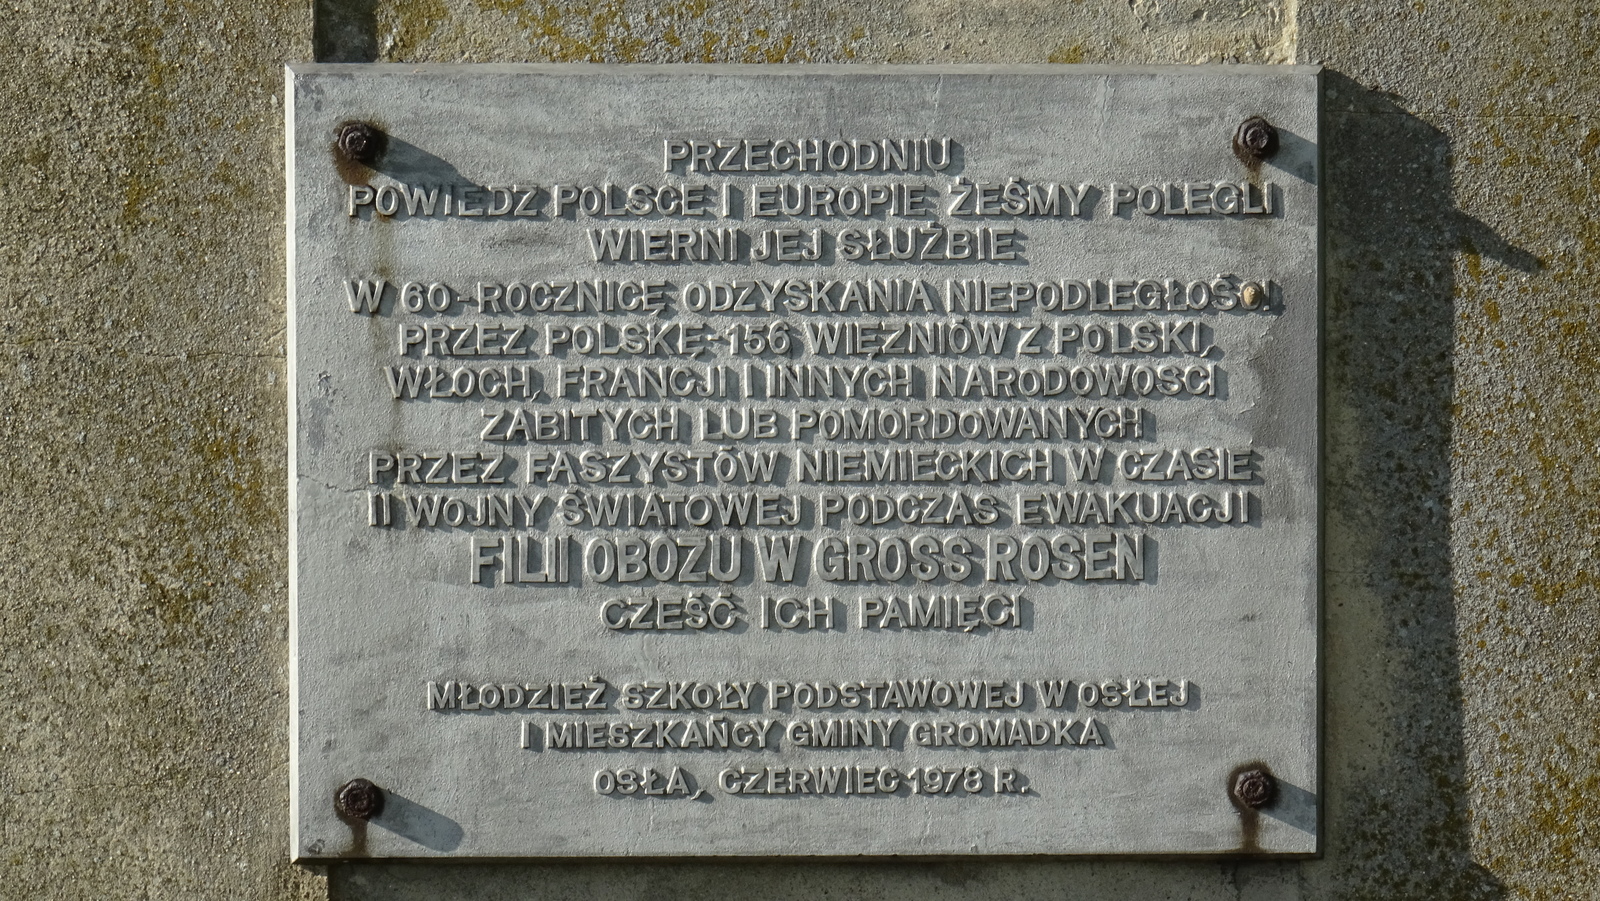 PRZECHODNIU
POWIEDZ POLSCE I EUROPIE ŻEŚMY POLEGLI
WIERNI JEJ SŁUŻBIE
W 60-ROCZNICĘ ODZYSKANIA NIEPODLEGŁOŚCI
PRZEZ POLSKĘ-156 WIĘZNIÓW Z POLSKI,
WŁOCH, FRANCJI I INNYCH NARODOWOSCI
ZABITYCH LUB POMORDOWANYCH
PRZEZ FASZYSTÓW NIEMIECKICH W CZASIE
II WOJNY ŚWIATOWEJ PODCZAS EWAKUACJI
FILII OBOZU W GROSS ROSEN
CZEŚĆ ICH PAMIĘCI
MŁODZIEŻ SZKOŁY PODSTAWOWEJ W OSŁEJ
I MIESZKAŃCY GMINY GROMADKA
OSŁA, CZERWIEC 1978 R.